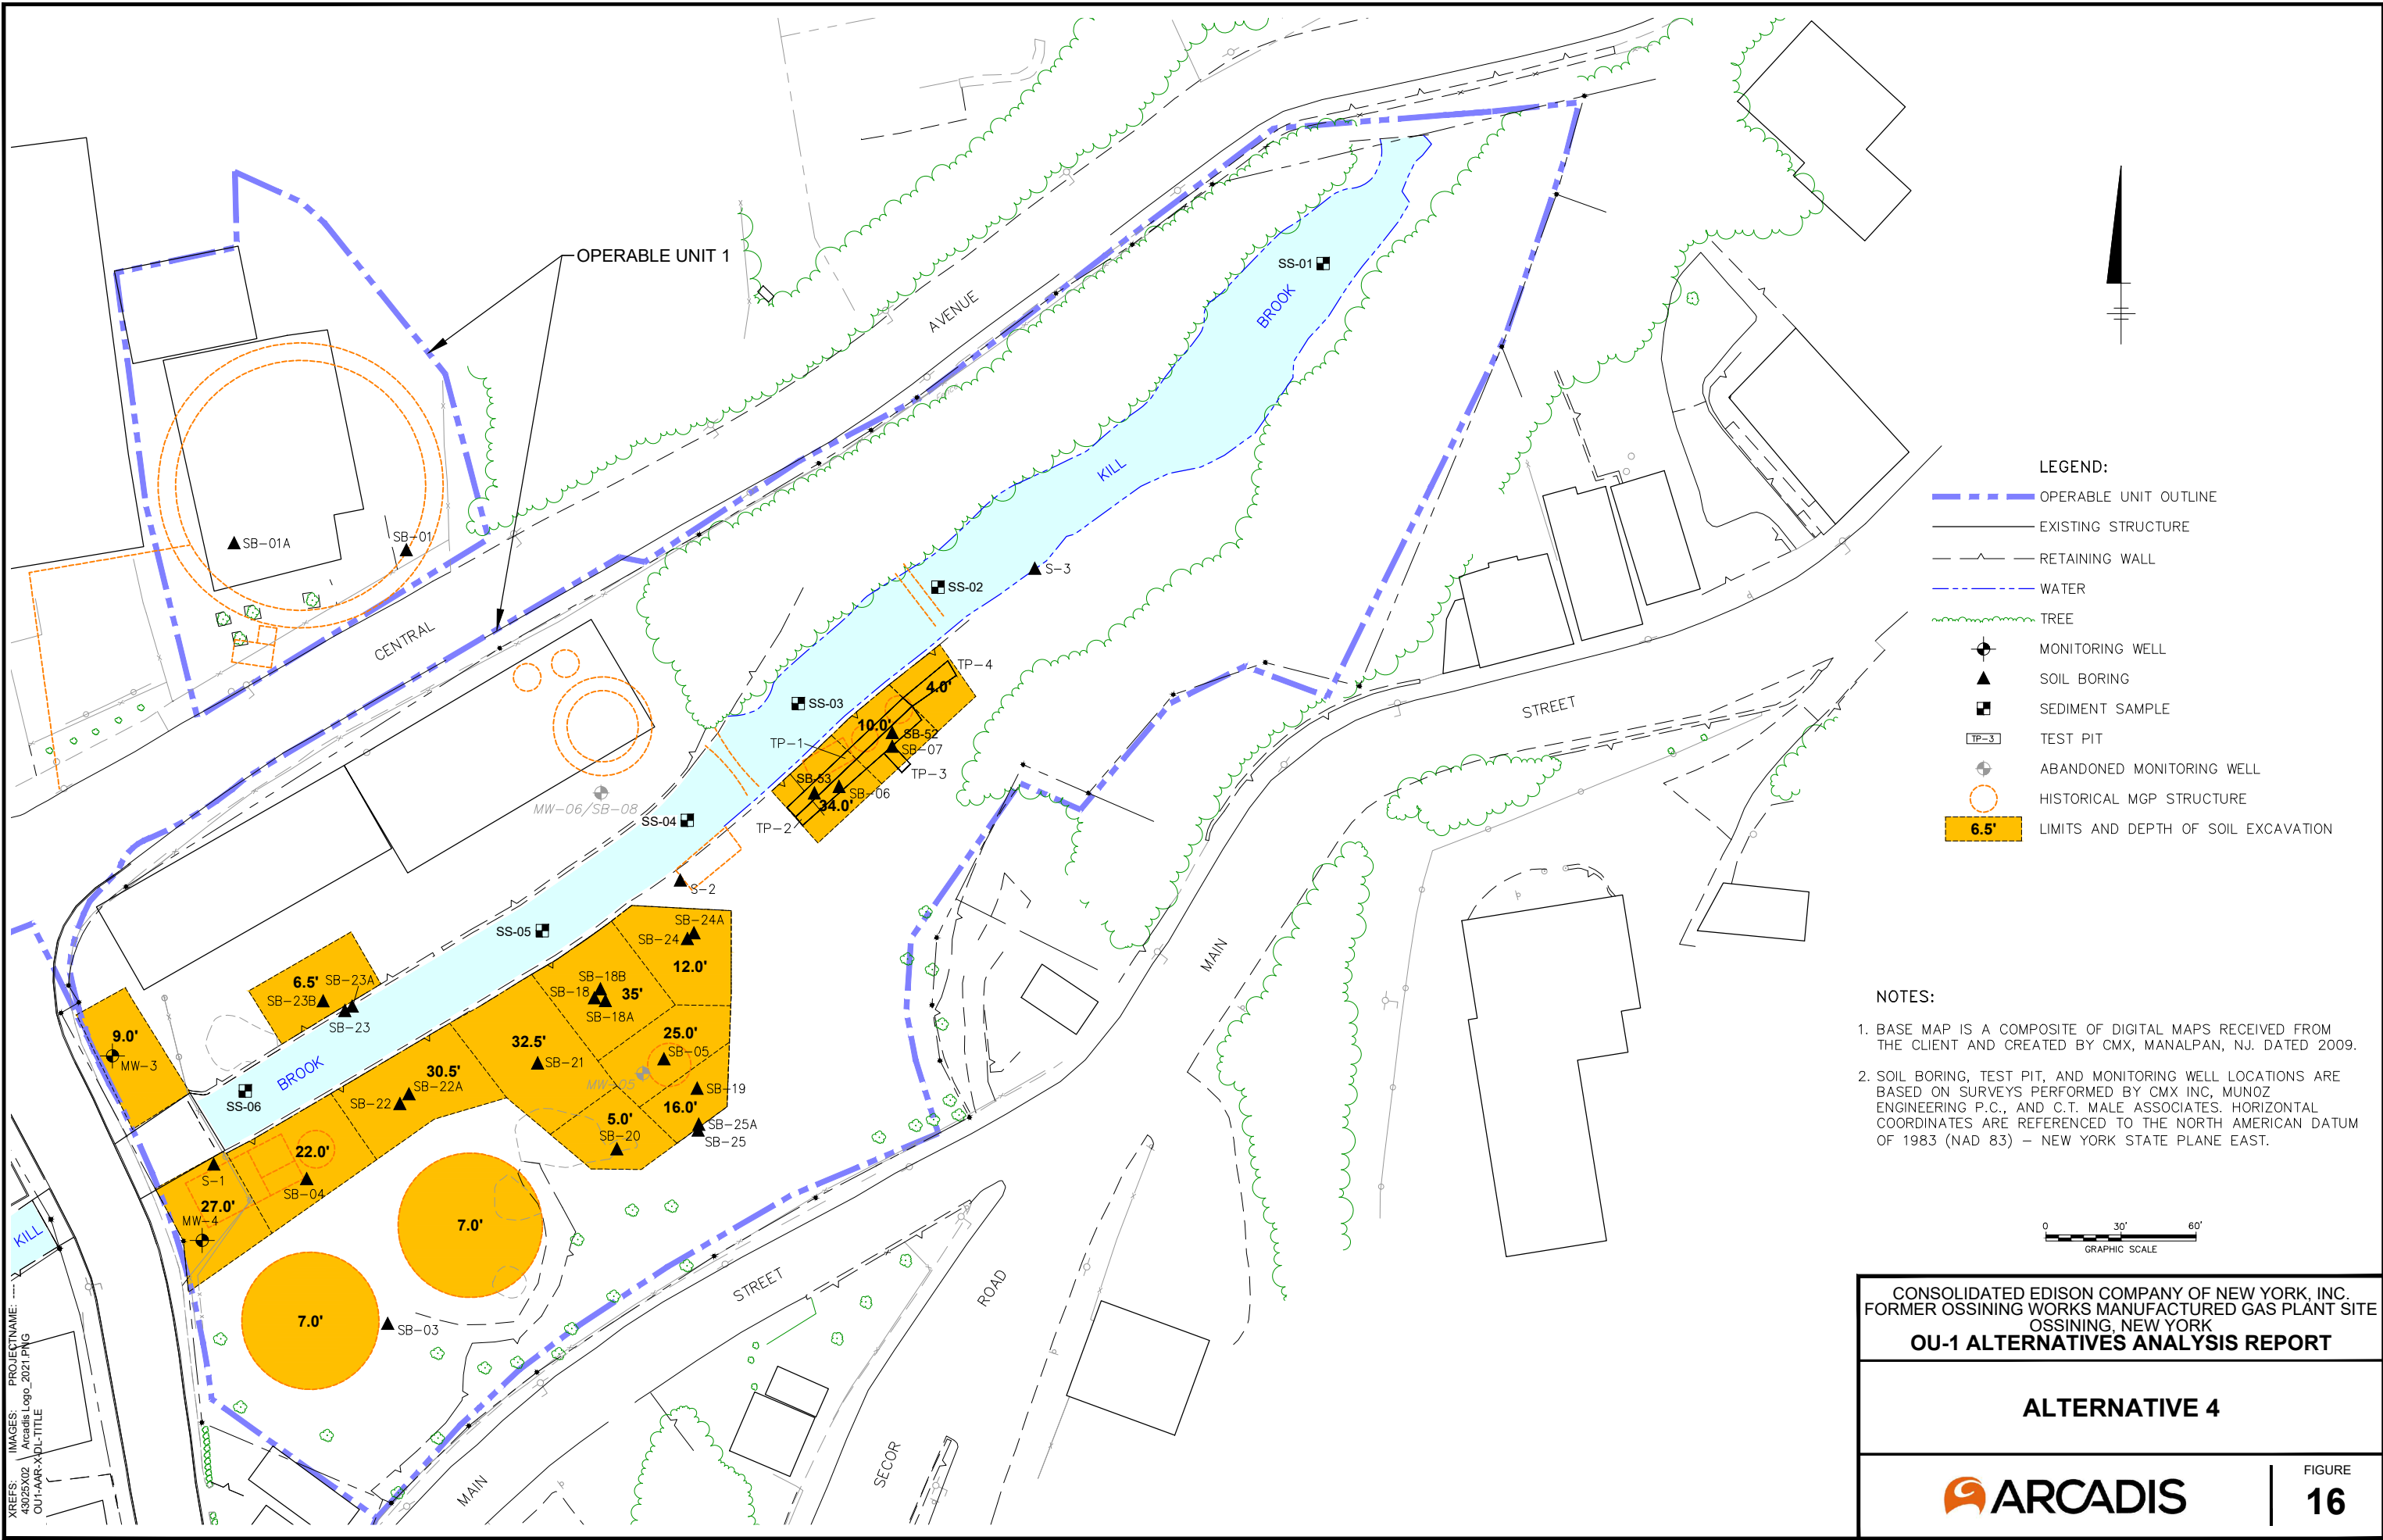 OPERABLE UNIT 1
AVENUE
CENTRAL
SS-01
BROOK
KILL
SB-01A
SB-01
SS-02
S-3
SS-03
TP-4
4.0'
10.0'
SB-52
SB-07
TP-1
TP-3
SB-53
SB-06
34.0'
TP-2
MW-06/SB-08
SS-04
S-2
STREET
MAIN
SS-05
SB-24A
SB-24
12.0'
6.5'
SB-23A
SB-23B
SB-23
SB-18B
SB-18
35'
SB-18A
9.0'
MW-3
32.5'
SB-21
25.0'
SB-05
MW-05
30.5'
SB-22A
SB-22
BROOK
SS-06
SB-19
16.0'
5.0'
SB-20
SB-25A
SB-25
22.0'
S-1
SB-04
27.0'
MW-4
KILL
7.0'
7.0'
SB-03
STREET
ROAD
SECOR
MAIN
LEGEND:
OPERABLE UNIT OUTLINE
EXISTING STRUCTURE
RETAINING WALL
WATER
TREE
MONITORING WELL
SOIL BORING
SEDIMENT SAMPLE
TP-3 TEST PIT
ABANDONED MONITORING WELL
HISTORICAL MGP STRUCTURE
6.5' LIMITS AND DEPTH OF SOIL EXCAVATION
NOTES:
1. BASE MAP IS A COMPOSITE OF DIGITAL MAPS RECEIVED FROM
THE CLIENT AND CREATED BY CMX, MANALPAN, NJ. DATED 2009.
2. SOIL BORING, TEST PIT, AND MONITORING WELL LOCATIONS ARE
BASED ON SURVEYS PERFORMED BY CMX INC, MUNOZ
ENGINEERING P.C., AND C.T. MALE ASSOCIATES. HORIZONTAL
COORDINATES ARE REFERENCED TO THE NORTH AMERICAN DATUM
OF 1983 (NAD 83) – NEW YORK STATE PLANE EAST.
0 30' 60'
GRAPHIC SCALE
CONSOLIDATED EDISON COMPANY OF NEW YORK, INC.
FORMER OSSINING WORKS MANUFACTURED GAS PLANT SITE
OSSINING, NEW YORK
OU-1 ALTERNATIVES ANALYSIS REPORT
ALTERNATIVE 4
ARCADIS
FIGURE
16
XREFS: IMAGES: PROJECTNAME: ----
43025X02 Arcadis Logo_2021.PNG
OU1-AAR-XDL-TITLE